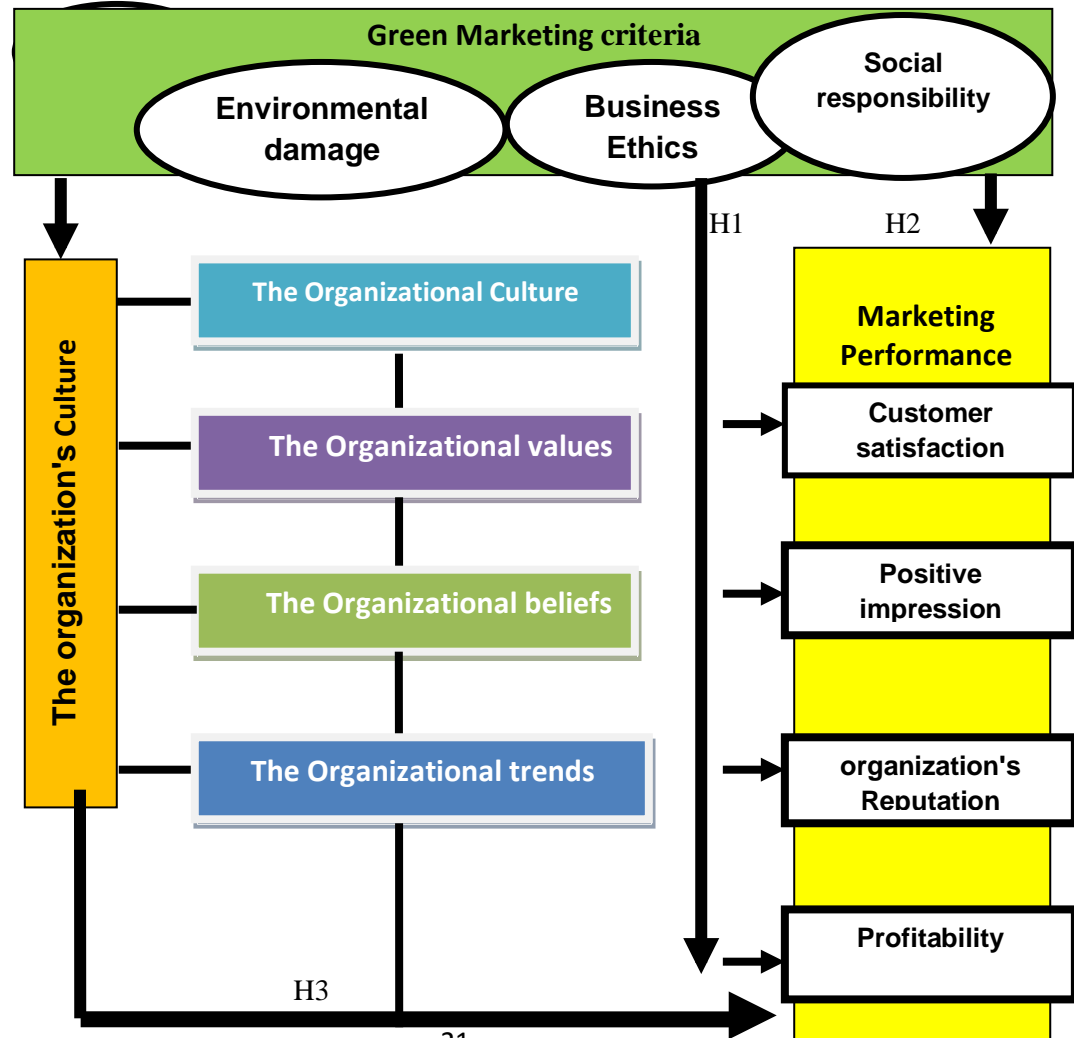 Green Marketing criteria
Environmental
damage
Business
Ethics
Social
responsibility
H1
H2
The organization's Culture
The Organizational Culture
The Organizational values
The Organizational beliefs
The Organizational trends
Marketing
Performance
Customer
satisfaction
Positive
impression
organization's
Reputation
Profitability
H3